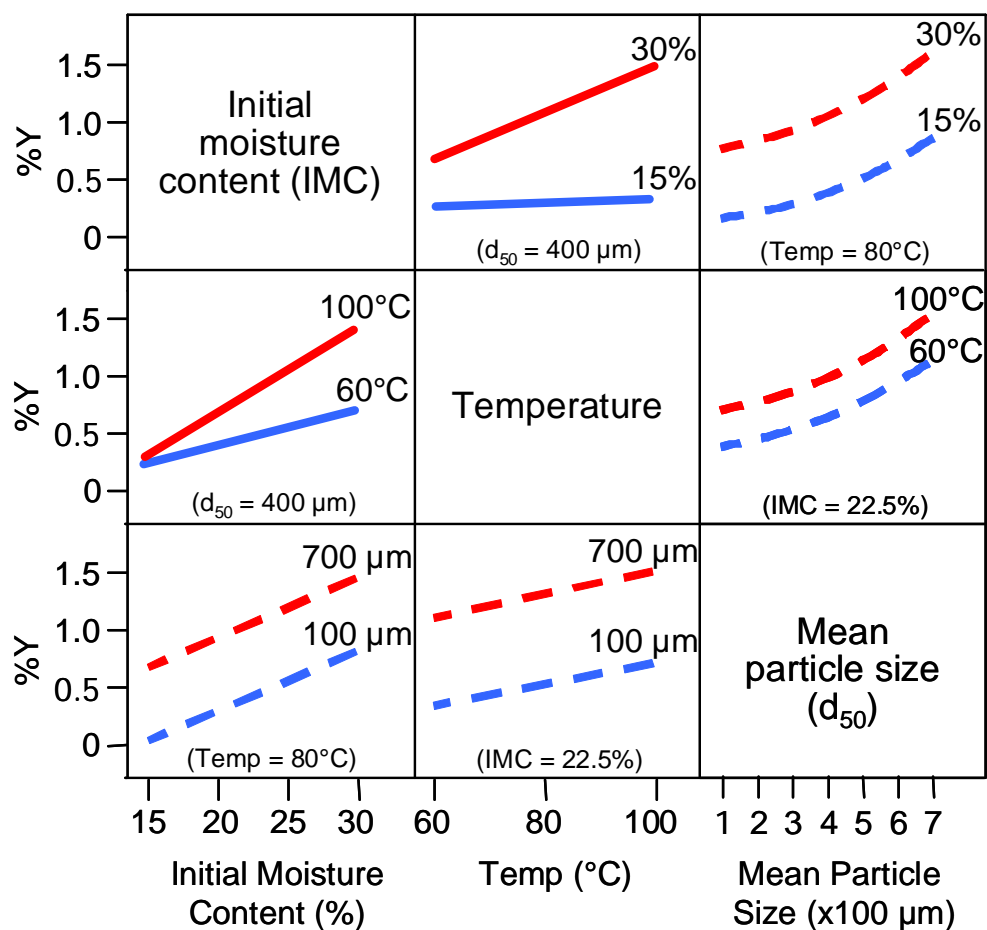 %Y
1.5
1.0
0.5
0
Initial
moisture
content (IMC)
30%
15%
(d₅₀ = 400 µm)
30%
15%
(Temp = 80°C)
%Y
1.5
1.0
0.5
0
100°C
60°C
(d₅₀ = 400 µm)
Temperature
100°C
60°C
(IMC = 22.5%)
%Y
1.5
1.0
0.5
0
700 µm
100 µm
(Temp = 80°C)
700 µm
100 µm
(IMC = 22.5%)
Mean
particle size
(d₅₀)
15 20 25 30
Initial Moisture
Content (%)
60 80 100
Temp (°C)
1 2 3 4 5 6 7
Mean Particle
Size (x100 µm)